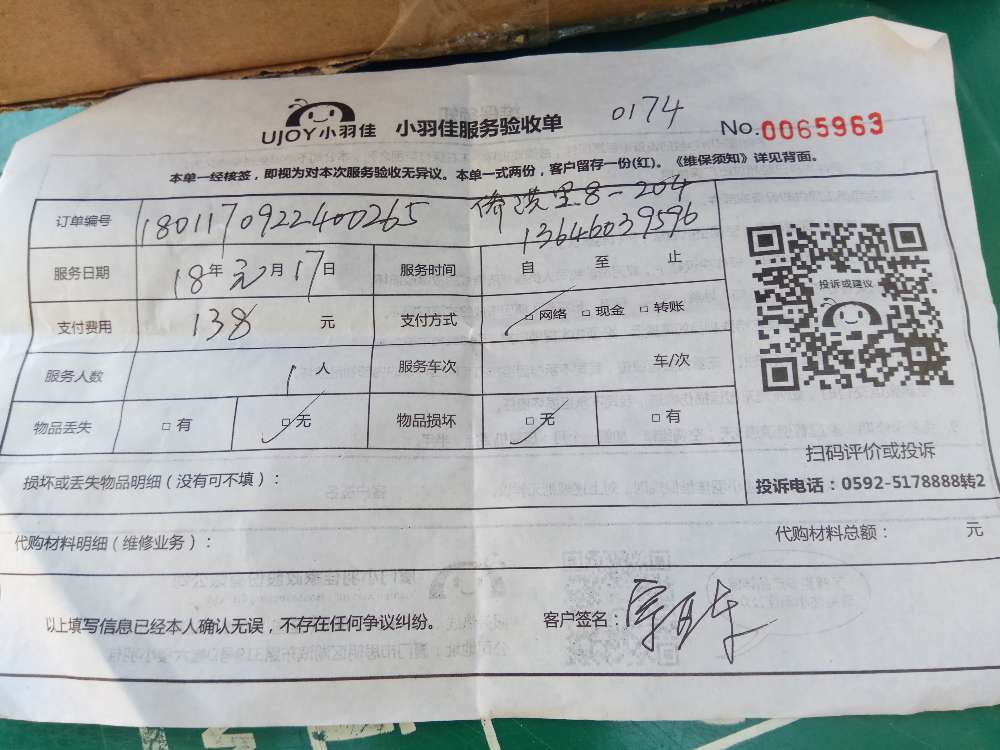 UJOY小羽佳 小羽佳服务验收单 0174 No.0065963
本单一经核签，即视为对本次服务验收无异议。本单一式两份，客户留存一份(红)。《维保须知》详见背面。
订单编号 180117092240026​5 侨洪里8-204
13646039596
服务日期 18年元月17日 服务时间 自 至 止
支付费用 138 元 支付方式 □网络 □现金 □转账
服务人数 1人 服务车次 车/次
物品丢失 □有 □无 物品损坏 □无 □有
投诉或建议
扫码评价或投诉
投诉电话：0592-5178888转2
损坏或丢失物品明细（没有可不填）：
代购材料明细（维修业务）： 代购材料总额： 元
以上填写信息已经本人确认无误，不存在任何争议纠纷。 客户签名：